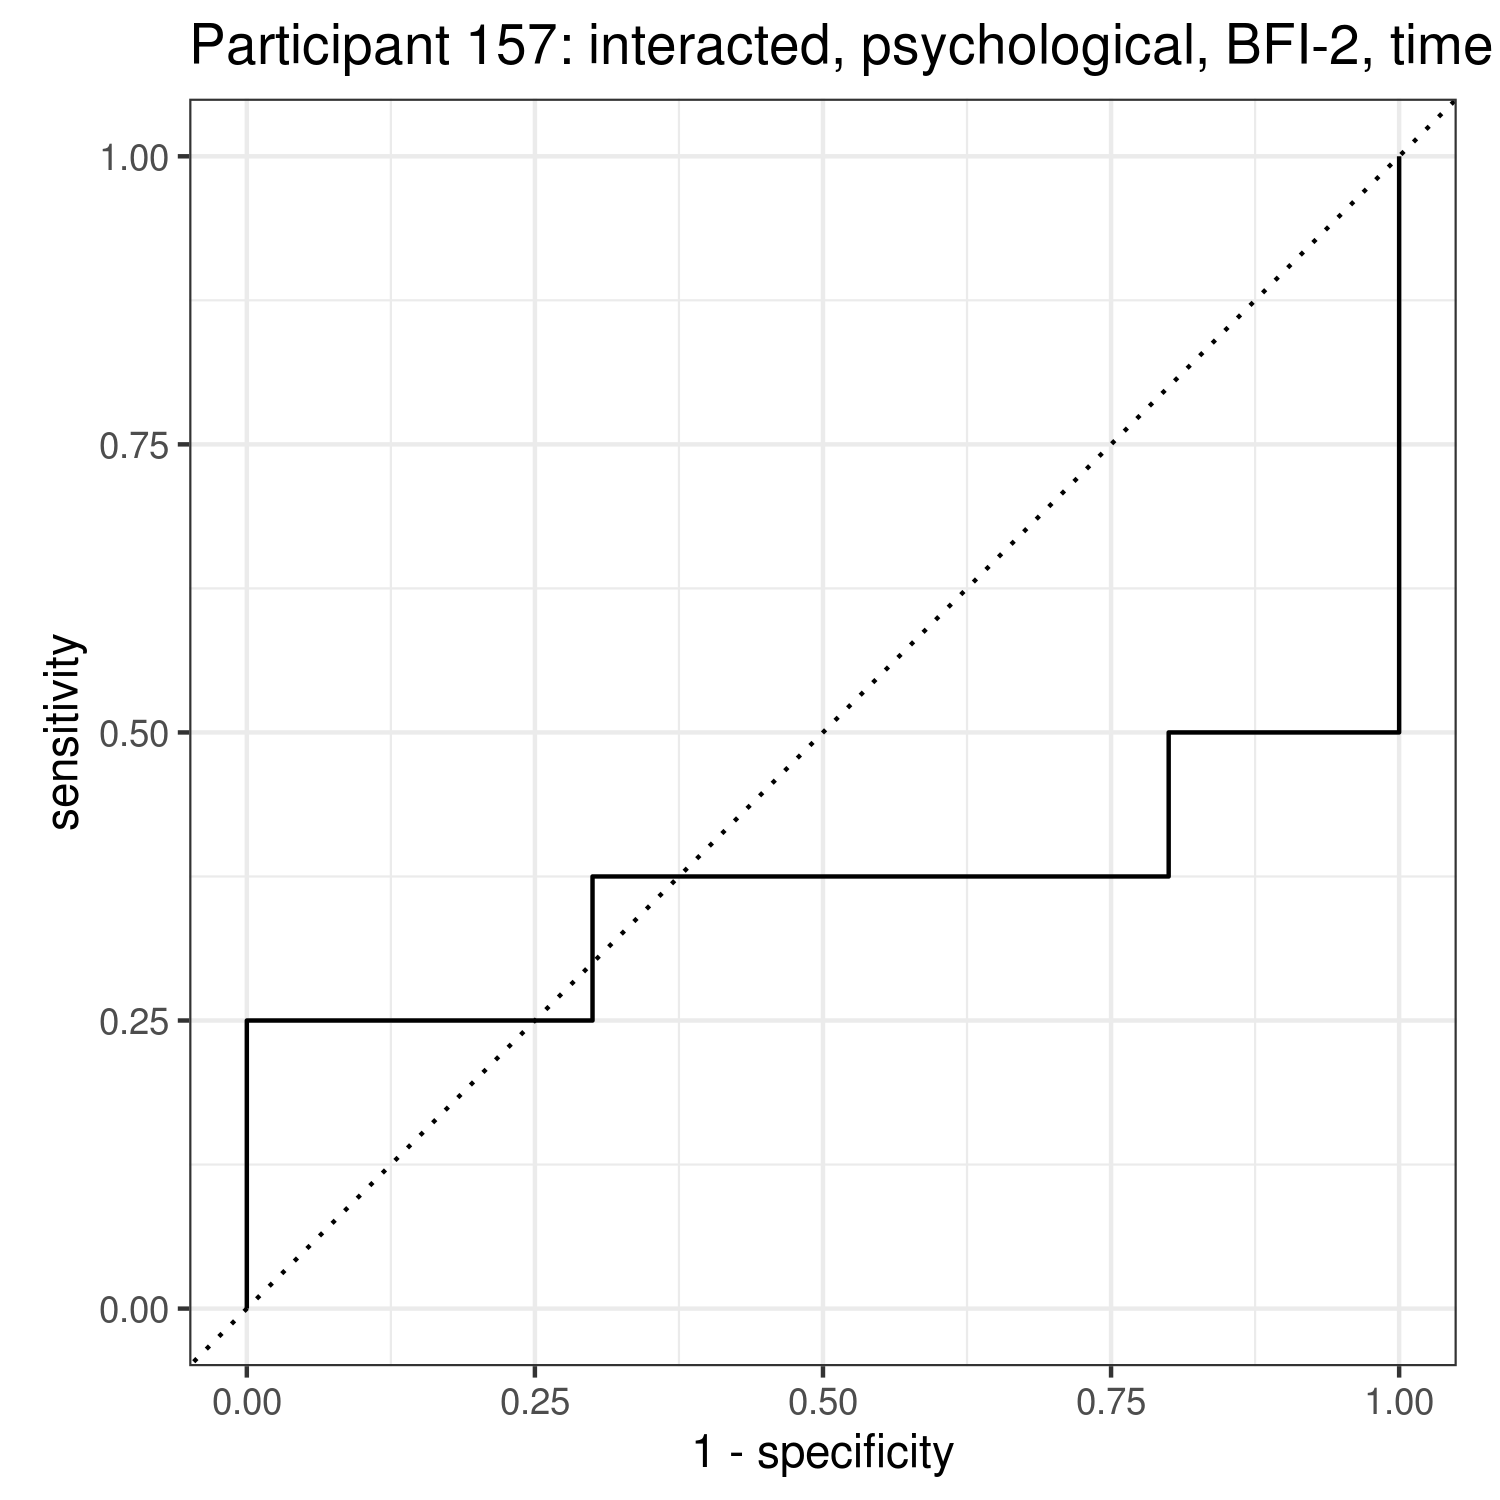 Participant 157: interacted, psychological, BFI-2, time
1.00
0.75
0.50
0.25
0.00
sensitivity
0.00 0.25 0.50 0.75 1.00
1 - specificity